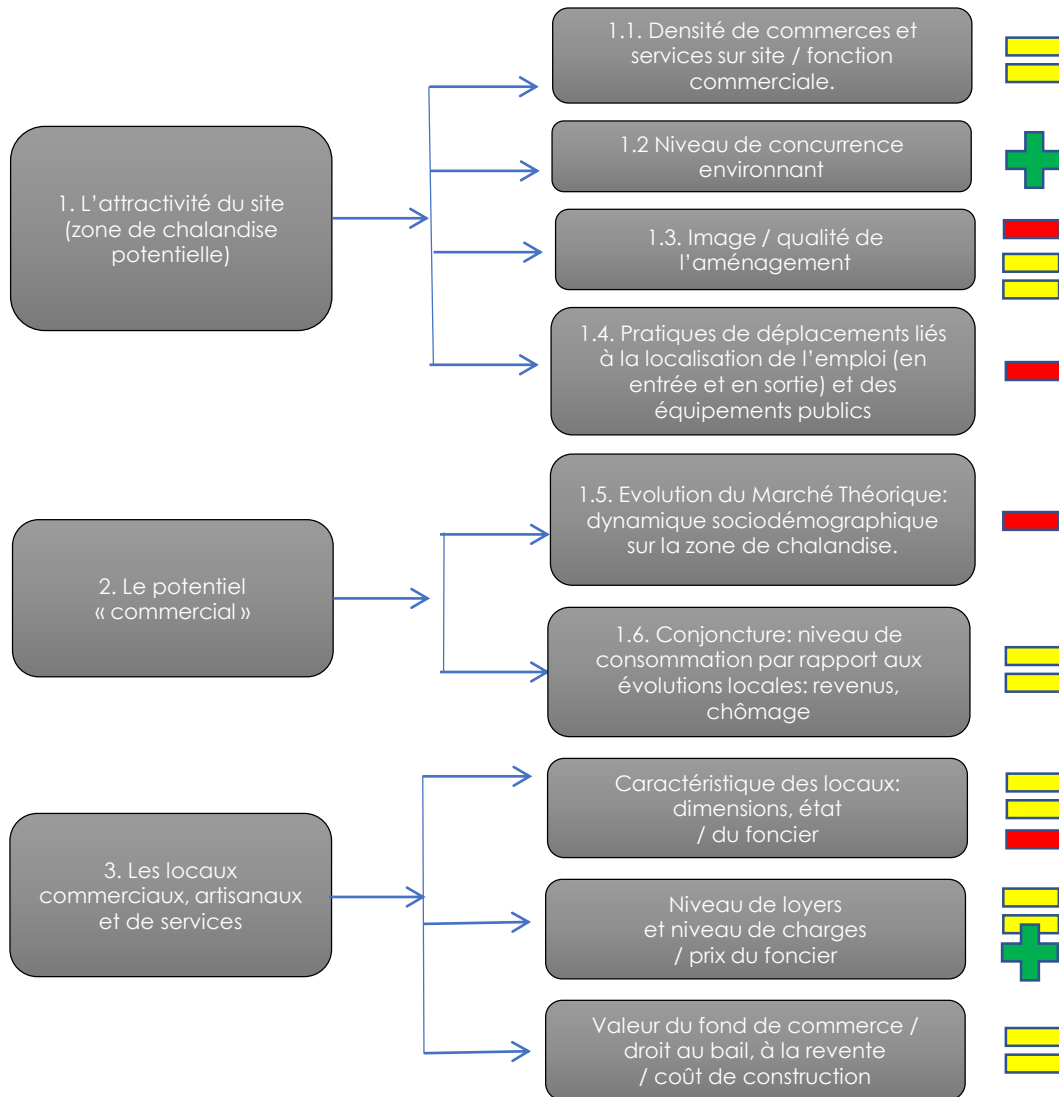 1. L'attractivité du site
(zone de chalandise
potentielle)
1.1. Densité de commerces et
services sur site / fonction
commerciale.
1.2 Niveau de concurrence
environnant
1.3. Image / qualité de
l'aménagement
1.4. Pratiques de déplacements liés
à la localisation de l'emploi (en
entrée et en sortie) et des
équipements publics
2. Le potentiel
« commercial »
1.5. Evolution du Marché Théorique:
dynamique sociodémographique
sur la zone de chalandise.
1.6. Conjoncture: niveau de
consommation par rapport aux
évolutions locales: revenus,
chômage
3. Les locaux
commerciaux, artisanaux
et de services
Caractéristique des locaux:
dimensions, état
/ du foncier
Niveau de loyers
et niveau de charges
/ prix du foncier
Valeur du fond de commerce /
droit au bail, à la revente
/ coût de construction